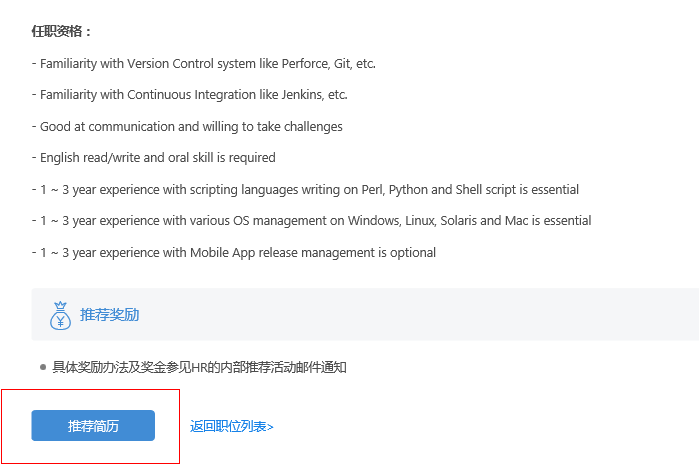 任职资格：
- Familiarity with Version Control system like Perforce, Git, etc.
- Familiarity with Continuous Integration like Jenkins, etc.
- Good at communication and willing to take challenges
- English read/write and oral skill is required
- 1 ~ 3 year experience with scripting languages writing on Perl, Python and Shell script is essential
- 1 ~ 3 year experience with various OS management on Windows, Linux, Solaris and Mac is essential
- 1 ~ 3 year experience with Mobile App release management is optional
¥ 推荐奖励
● 具体奖励办法及奖金参见HR的内部推荐活动邮件通知
推荐简历 返回职位列表>